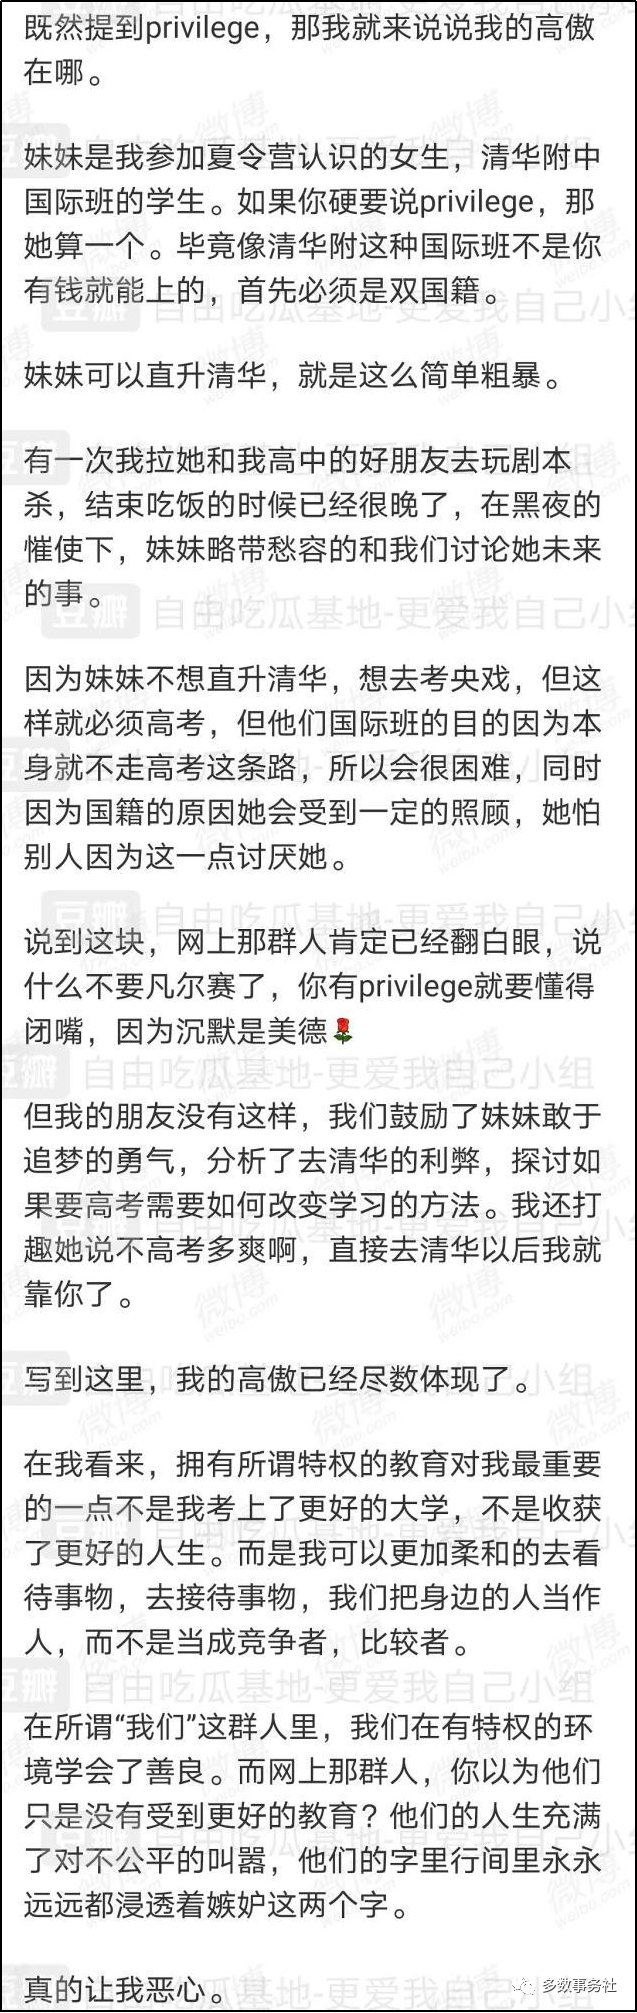 既然提到privilege，那我就来说说我的高傲
在哪。
妹妹是我参加夏令营认识的女生，清华附中
国际班的学生。如果你硬要说privilege，那
她算一个。毕竟像清华附这种国际班不是你
有钱就能上的，首先必须是双国籍。
妹妹可以直升清华，就是这么简单粗暴。
有一次我拉她和我高中的好朋友去玩剧本
杀，结束吃饭的时候已经很晚了，在黑夜的
催使下，妹妹略带愁容的和我们讨论她未来
的事。
因为妹妹不想直升清华，想去考央戏，但这
样就必须高考，但他们国际班的目的因为本
身就不走高考这条路，所以会很困难，同时
因为国籍的原因她会受到一定的照顾，她怕
别人因为这一点讨厌她。
说到这块，网上那群人肯定已经翻白眼，说
什么不要凡尔赛了，你有privilege就要懂得
闭嘴，因为沉默是美德🌹
但我的朋友没有这样，我们鼓励了妹妹敢于
追梦的勇气，分析了去清华的利弊，探讨如
果要高考需要如何改变学习的方法。我还打
趣她说不高考多爽啊，直接去清华以后我就
靠你了。
写到这里，我的高傲已经尽数体现了。
在我看来，拥有所谓特权的教育对我最重要
的一点不是我考上了更好的大学，不是收获
了更好的人生。而是我可以更加柔和的去看
待事物，去接待事物，我们把身边的人当作
人，而不是当成竞争者，比较者。
在所谓“我们”这群人里，我们在有特权的环
境学会了善良。而网上那群人，你以为他们
只是没有受到更好的教育？他们的人生充满
了对不公平的叫嚣，他们的字里行间里永永
远远都浸透着嫉妒这两个字。
真的让我恶心。
多数事务社
豆瓣 自由吃瓜基地-更爱我自己小组
微博
weibo.com